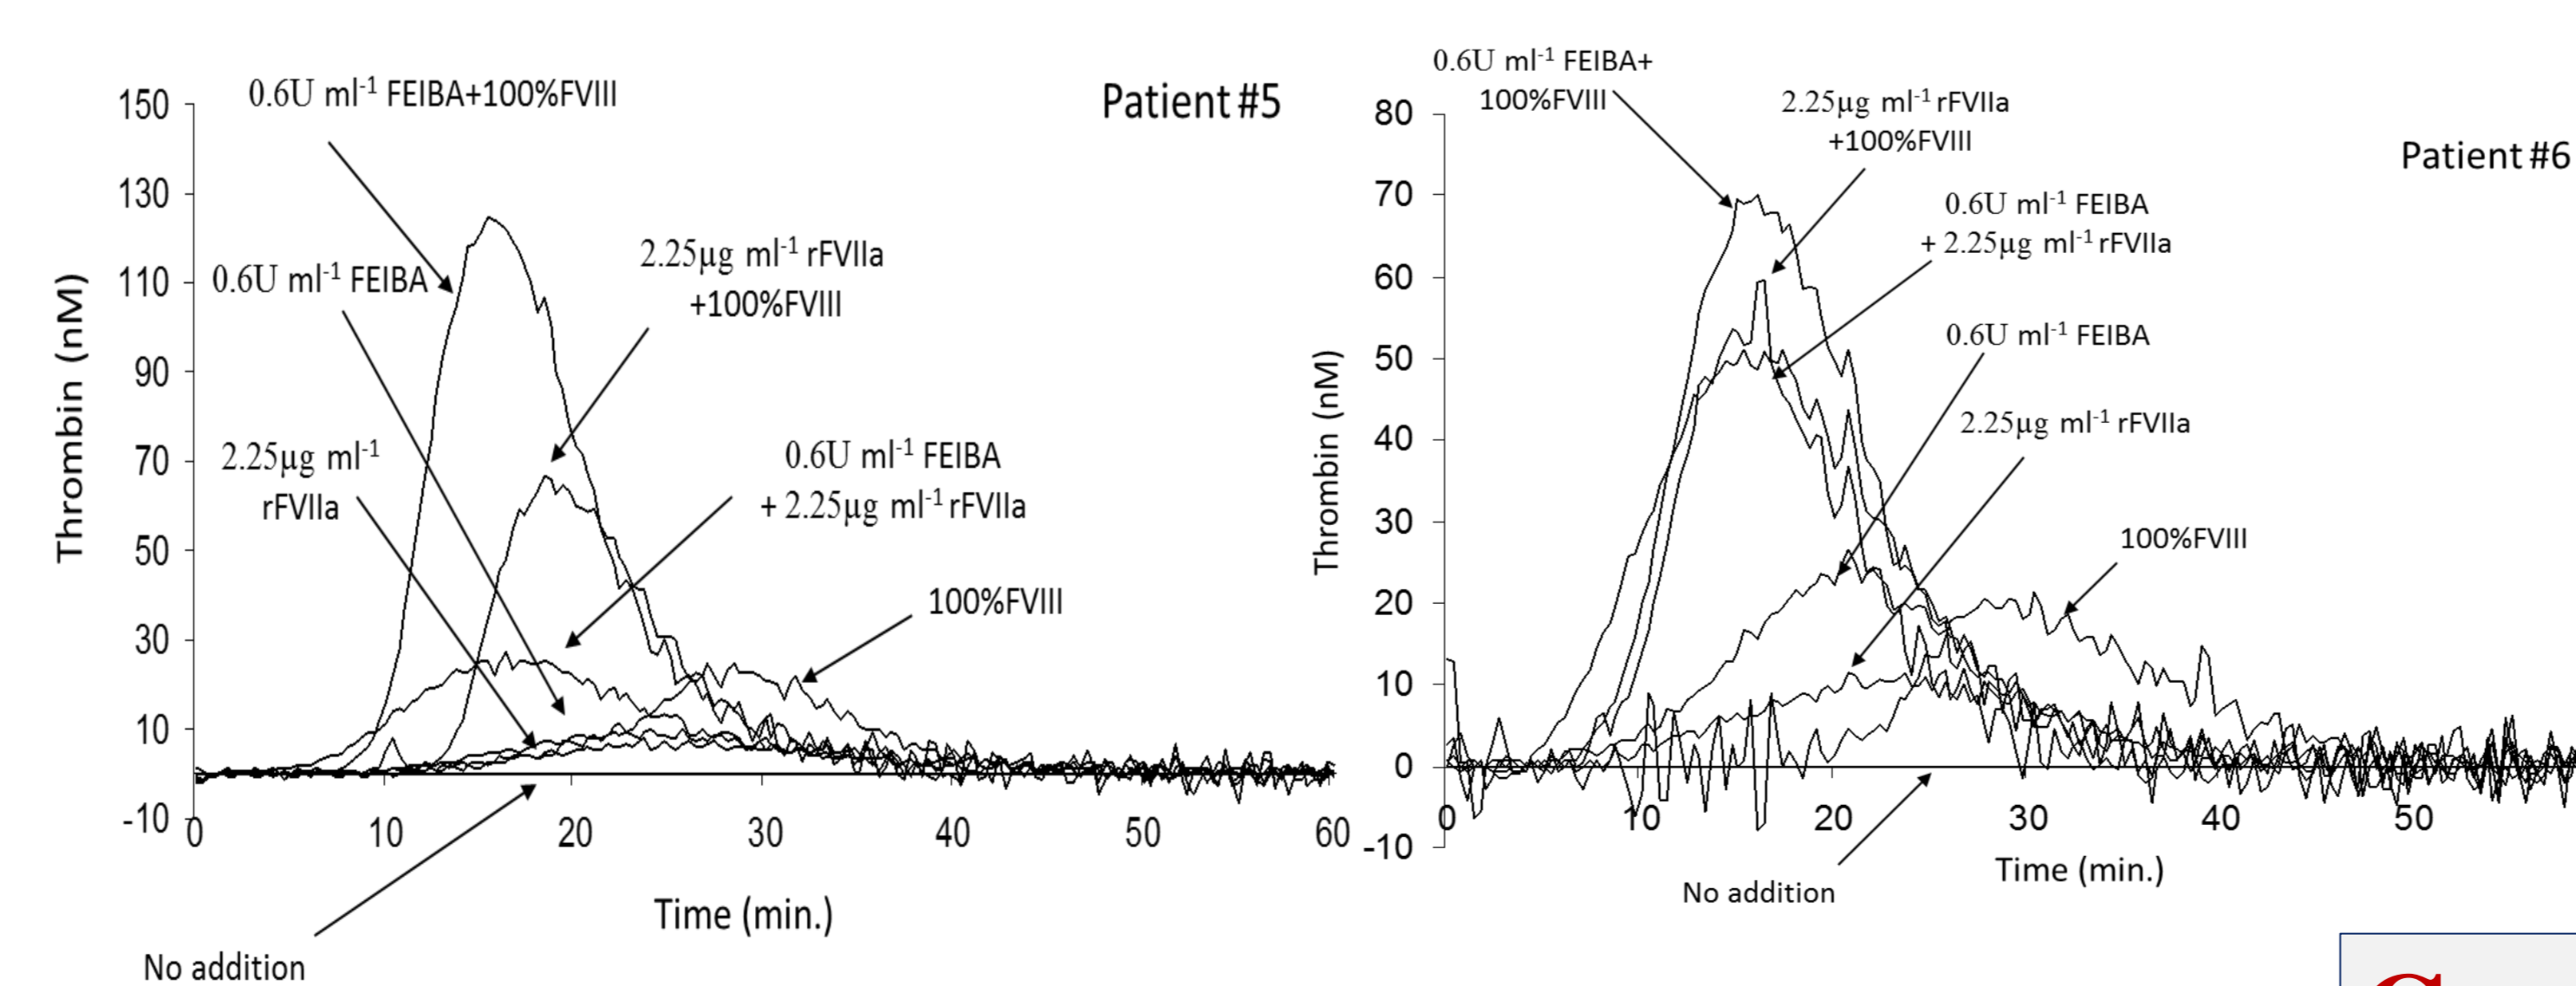 0.6U ml-1 FEIBA+100%FVIII
Patient #5
150
130
110
90
70
50
30
10
-10
Thrombin (nM)
0.6U ml-1 FEIBA
2.25µg ml-1 rFVIIa
+100%FVIII
2.25µg ml-1
rFVIIa
0.6U ml-1 FEIBA
+ 2.25µg ml-1 rFVIIa
100%FVIII
0 10 20 30 40 50 60
Time (min.)
No addition
0.6U ml-1 FEIBA+
100%FVIII
2.25µg ml-1 rFVIIa
+100%FVIII
Patient #6
80
70
60
50
40
30
20
10
0
-10
Thrombin (nM)
0.6U ml-1 FEIBA
+ 2.25µg ml-1 rFVIIa
0.6U ml-1 FEIBA
2.25µg ml-1 rFVIIa
100%FVIII
0 10 20 30 40 50
Time (min.)
No addition